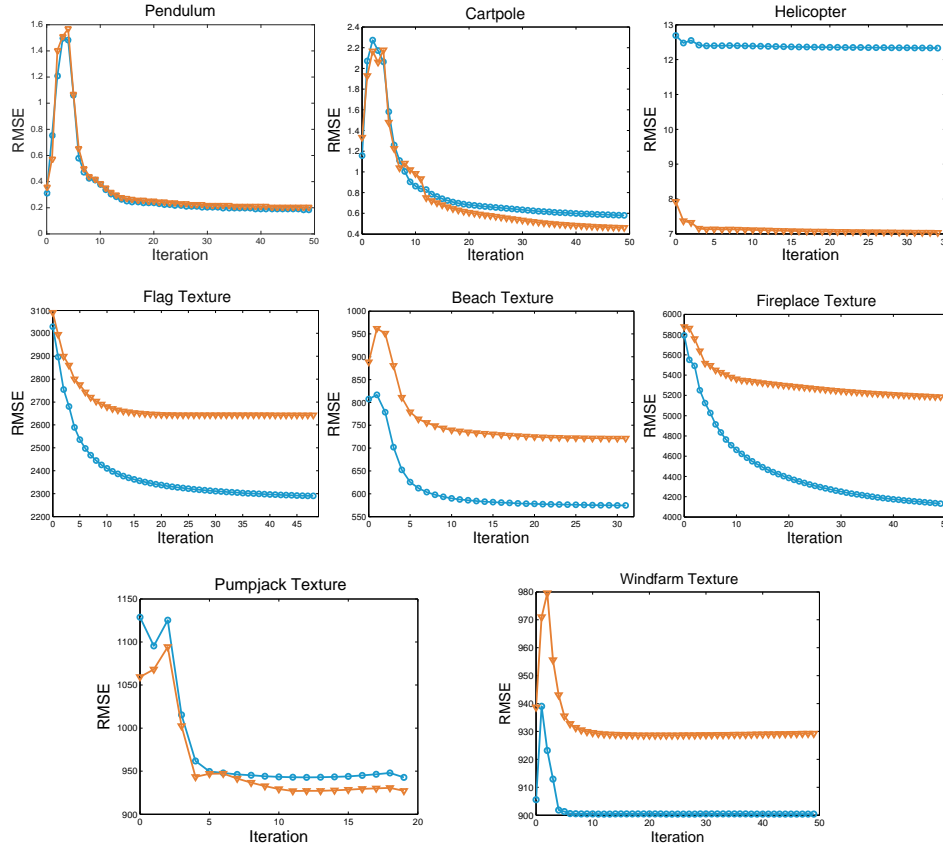 Pendulum
1.6
1.4
1.2
1
0.8
0.6
0.4
0.2
0
RMSE
0 10 20 30 40 50
Iteration
Cartpole
2.4
2.2
2
1.8
1.6
1.4
1.2
1
0.8
0.6
0.4
RMSE
0 10 20 30 40 50
Iteration
Helicopter
13
12
11
10
9
8
7
RMSE
0 5 10 15 20 25 30
Iteration
Flag Texture
3100
3000
2900
2800
2700
2600
2500
2400
2300
2200
RMSE
0 5 10 15 20 25 30 35 40 45
Iteration
Beach Texture
1000
950
900
850
800
750
700
650
600
550
RMSE
0 5 10 15 20 25 30
Iteration
Fireplace Texture
6000
5800
5600
5400
5200
5000
4800
4600
4400
4200
4000
RMSE
0 10 20 30 40
Iteration
Pumpjack Texture
1150
1100
1050
1000
950
900
RMSE
0 5 10 15 20
Iteration
Windfarm Texture
980
970
960
950
940
930
920
910
900
RMSE
0 10 20 30 40 50
Iteration